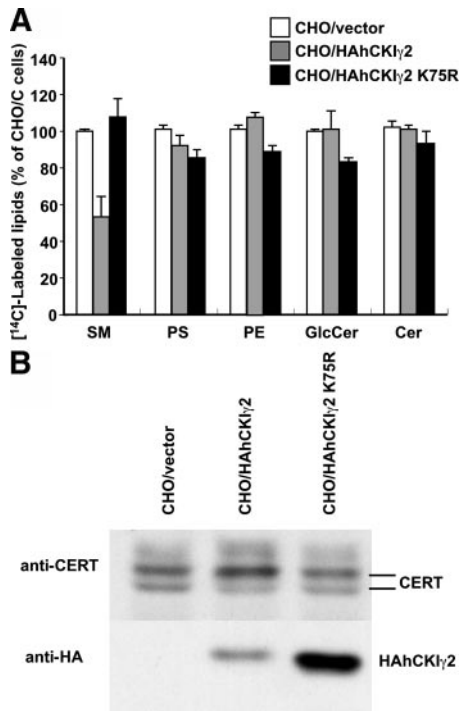 A
CHO/vector
CHO/HAhCKIγ2
CHO/HAhCKIγ2 K75R
[¹⁴C]-Labeled lipids (% of CHO/C cells)
140
120
100
80
60
40
20
0
SM PS PE GlcCer Cer
B
CHO/vector
CHO/HAhCKIγ2
CHO/HAhCKIγ2 K75R
anti-CERT
CERT
anti-HA
HAhCKIγ2